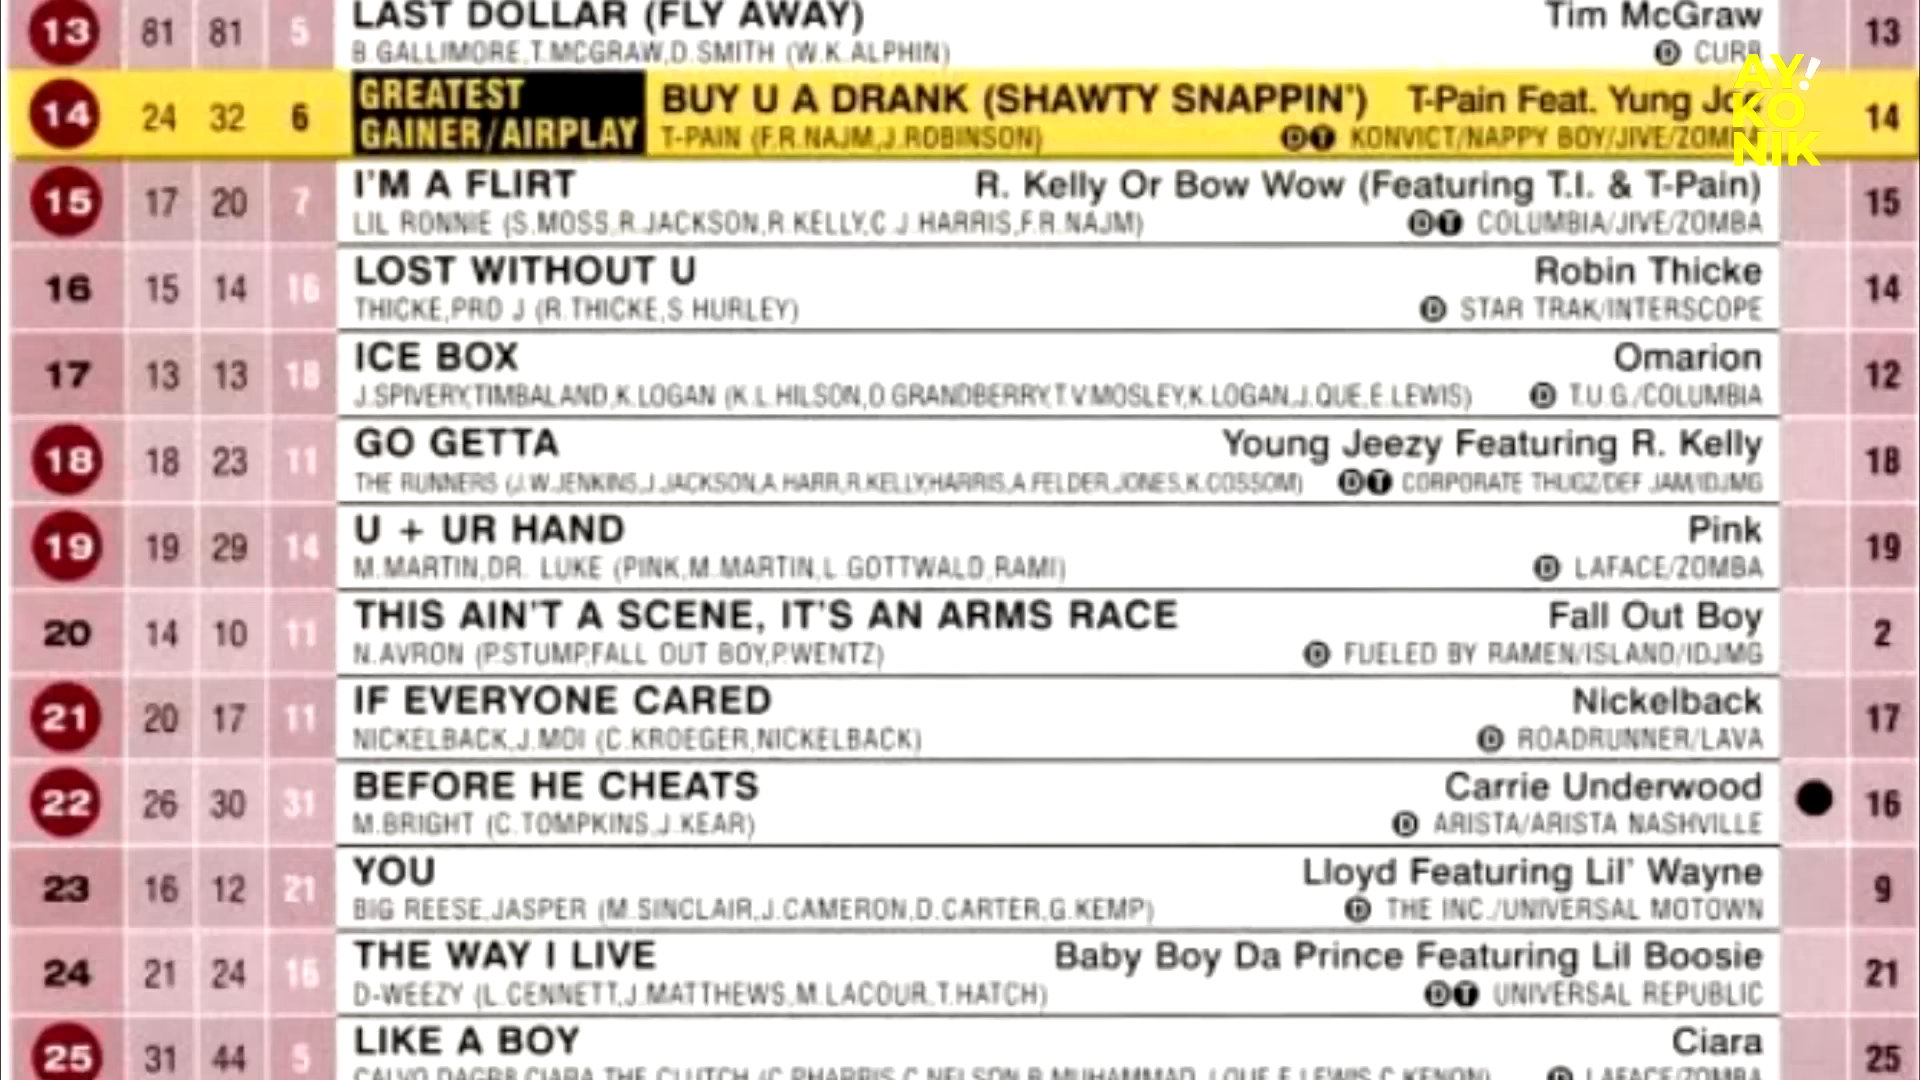 13 81 81 5 LAST DOLLAR (FLY AWAY) Tim McGraw 13
B.GALLIMORE,T.MCGRAW,D.SMITH (W.K.ALPHIN) D CURB
14 24 32 6 GREATEST GAINER/AIRPLAY BUY U A DRANK (SHAWTY SNAPPIN') T-Pain Feat. Yung 14
T-PAIN (F.R.NAJM,J.ROBINSON) D T KONVICT/NAPPY BOY/JIVE/ZOMBA
AY!
KO
NIK
15 17 20 7 I'M A FLIRT R. Kelly Or Bow Wow (Featuring T.I. & T-Pain) 15
LIL RONNIE (S.MOSS,R.JACKSON,R.KELLY,C.J.HARRIS,F.R.NAJM) D T COLUMBIA/JIVE/ZOMBA
16 15 14 16 LOST WITHOUT U Robin Thicke 14
THICKE,PRO J (R.THICKE,S.HURLEY) D STAR TRAK/INTERSCOPE
17 13 13 18 ICE BOX Omarion 12
J.SPIVERY,TIMBALAND,K.LOGAN (K.L.HILSON,O.GRANDBERRY,T.V.MOSLEY,K.LOGAN,J.QUE,E.LEWIS) D T.U.G./COLUMBIA
18 18 23 11 GO GETTA Young Jeezy Featuring R. Kelly 18
THE RUNNERS (J.W.JENKINS,J.JACKSON,A.HARR,R.KELLY,HARRIS,A.FELDER,JONES,K.COSSOM) D T CORPORATE THUGZ/DEF JAM/IDJMG
19 19 29 14 U + UR HAND Pink 19
M.MARTIN,DR. LUKE (PINK,M.MARTIN,L.GOTTWALD,RAMI) D LAFACE/ZOMBA
20 14 10 11 THIS AIN'T A SCENE, IT'S AN ARMS RACE Fall Out Boy 2
N.AVRON (P.STUMP,FALL OUT BOY,P.WENTZ) D FUELED BY RAMEN/ISLAND/IDJMG
21 20 17 11 IF EVERYONE CARED Nickelback 17
NICKELBACK,J.MOI (C.KROEGER,NICKELBACK) D ROADRUNNER/LAVA
22 26 30 31 BEFORE HE CHEATS Carrie Underwood 16
M.BRIGHT (C.TOMPKINS,J.KEAR) D ARISTA/ARISTA NASHVILLE
23 16 12 21 YOU Lloyd Featuring Lil' Wayne 9
BIG REESE,JASPER (M.SINCLAIR,J.CAMERON,D.CARTER,G.KEMP) D THE INC./UNIVERSAL MOTOWN
24 21 24 16 THE WAY I LIVE Baby Boy Da Prince Featuring Lil Boosie 21
D-WEEZY (L.CENNETT,J.MATTHEWS,M.LACOUR,T.HATCH) D T UNIVERSAL REPUBLIC
25 31 44 5 LIKE A BOY Ciara 25